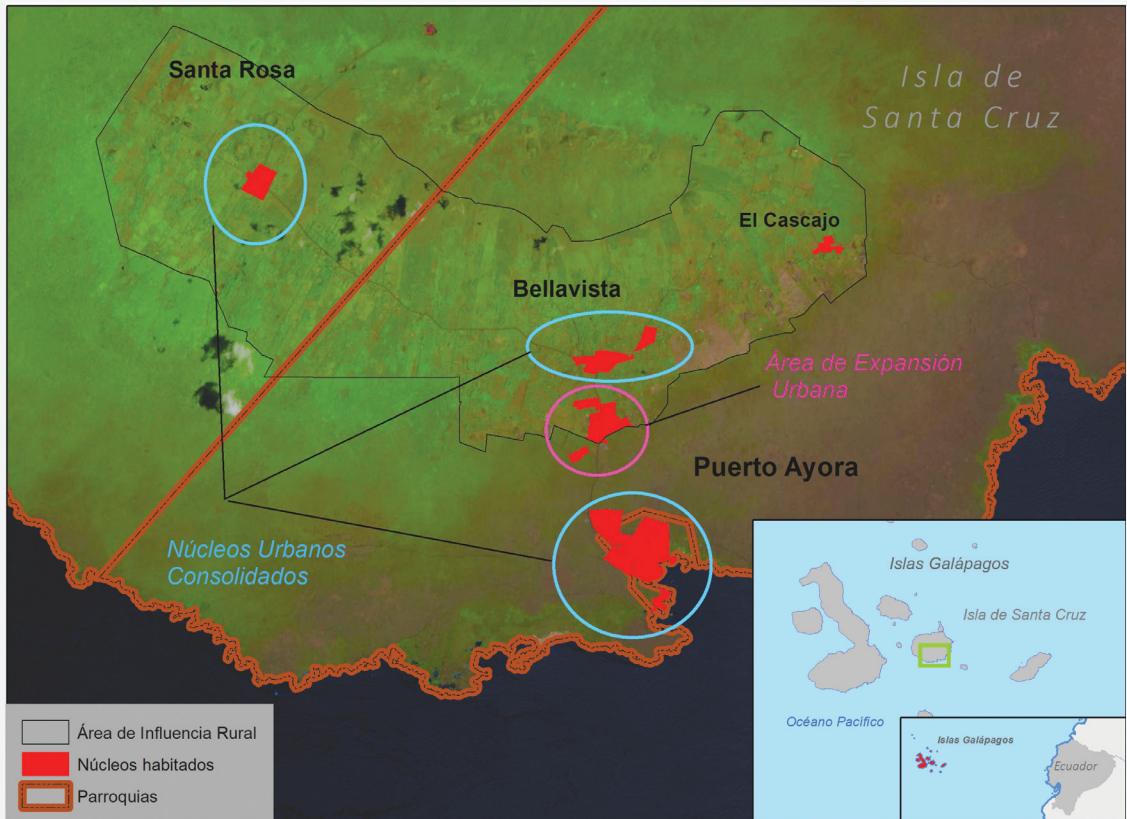 Santa Rosa
Isla de
Santa Cruz
El Cascajo
Bellavista
Área de Expansión
Urbana
Puerto Ayora
Núcleos Urbanos
Consolidados
Área de Influencia Rural
Núcleos habitados
Parroquias
Islas Galápagos
Isla de Santa Cruz
Océano Pacífico
Islas Galápagos
Ecuador